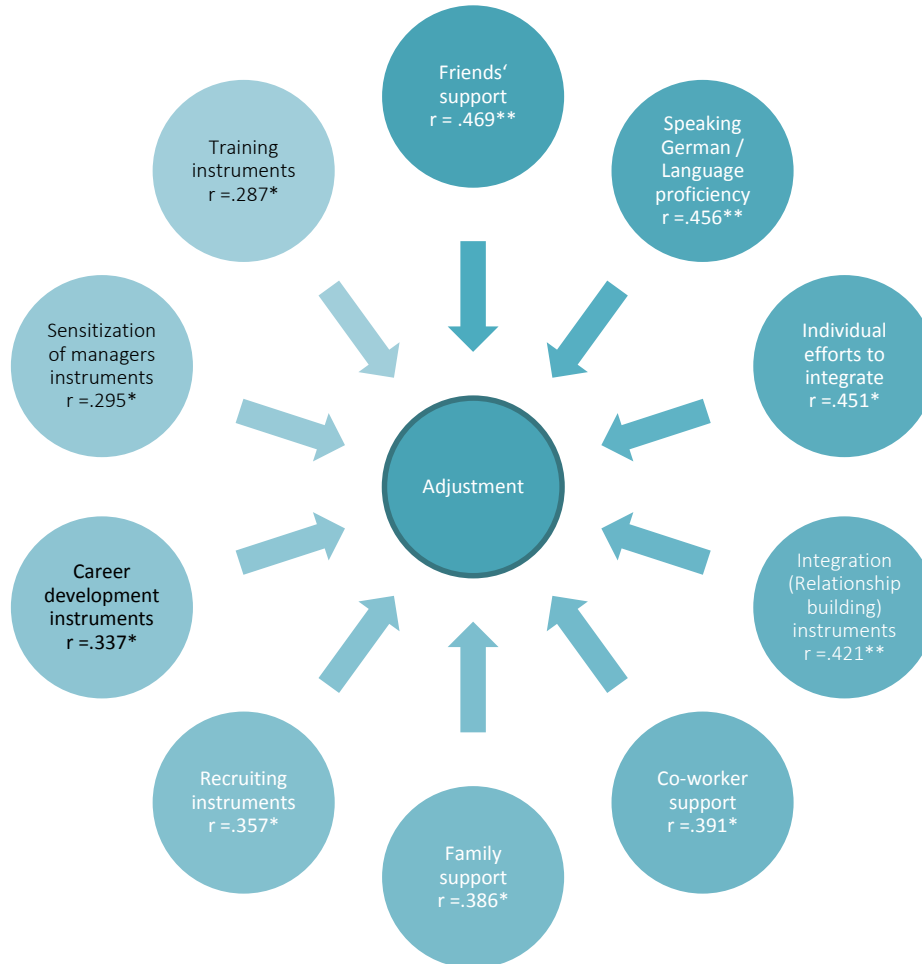 Friends‘
support
r = .469**
Speaking
German /
Language
proficiency
r =.456**
Individual
efforts to
integrate
r =.451*
Integration
(Relationship
building)
instruments
r =.421**
Co-worker
support
r =.391*
Family
support
r =.386*
Recruiting
instruments
r =.357*
Career
development
instruments
r =.337*
Sensitization
of managers
instruments
r =.295*
Training
instruments
r =.287*
Adjustment